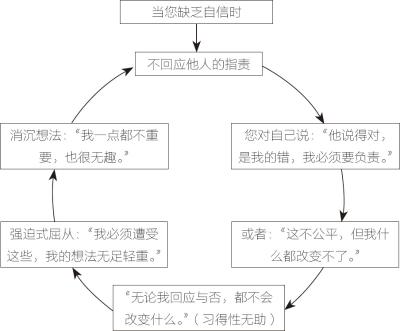 当您缺乏自信时
不回应他人的指责
您对自己说：“他说得对，
是我的错，我必须要负责。”
或者：“这不公平，但我什
么都改变不了。”
“无论我回应与否，都不会
改变什么。”（习得性无助）
强迫式屈从：“我必须遭受
这些，我的想法无足轻重。”
消沉想法：“我一点都不重
要，也很无趣。”